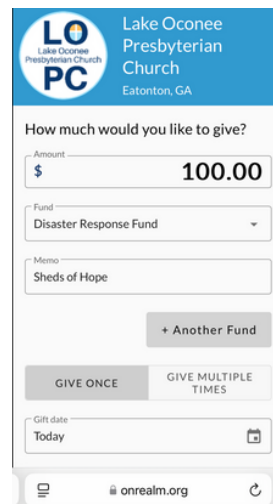 LO
Lake Oconee
Presbyterian Church
PC
Lake Oconee
Presbyterian
Church
Eatonton, GA
How much would you like to give?
Amount
$ 100.00
Fund
Disaster Response Fund
Memo
Sheds of Hope
+ Another Fund
GIVE ONCE
GIVE MULTIPLE
TIMES
Gift date
Today
onrealm.org